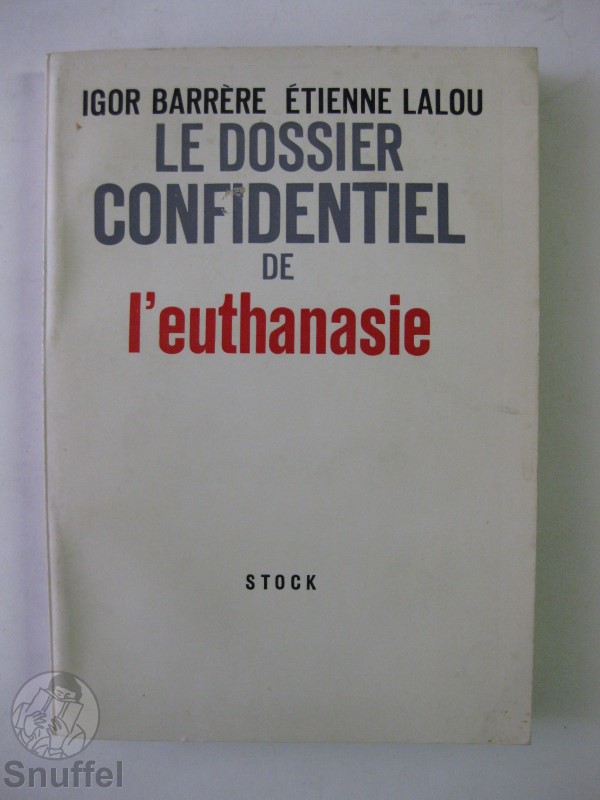 IGOR BARRÈRE ÉTIENNE LALOU
LE DOSSIER
CONFIDENTIEL
DE
l'euthanasie
STOCK
Snuffel